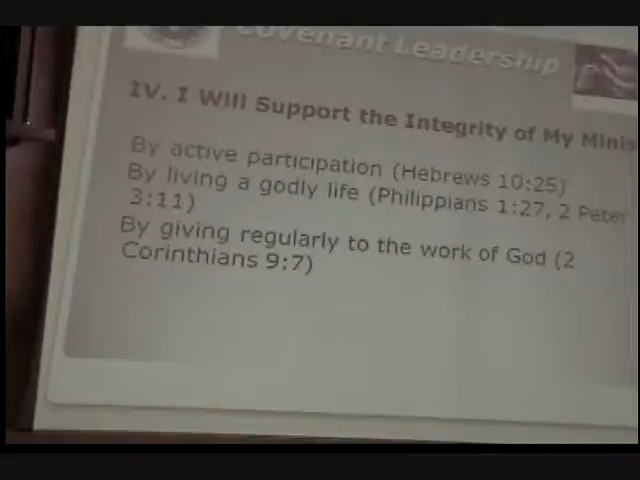 Covenant Leadership
IV. I Will Support the Integrity of My
By active participation (Hebrews 10:25)
By living a godly life (Philippians 1:27, 2 Peter
3:11)
By giving regularly to the work of God (2
Corinthians 9:7)